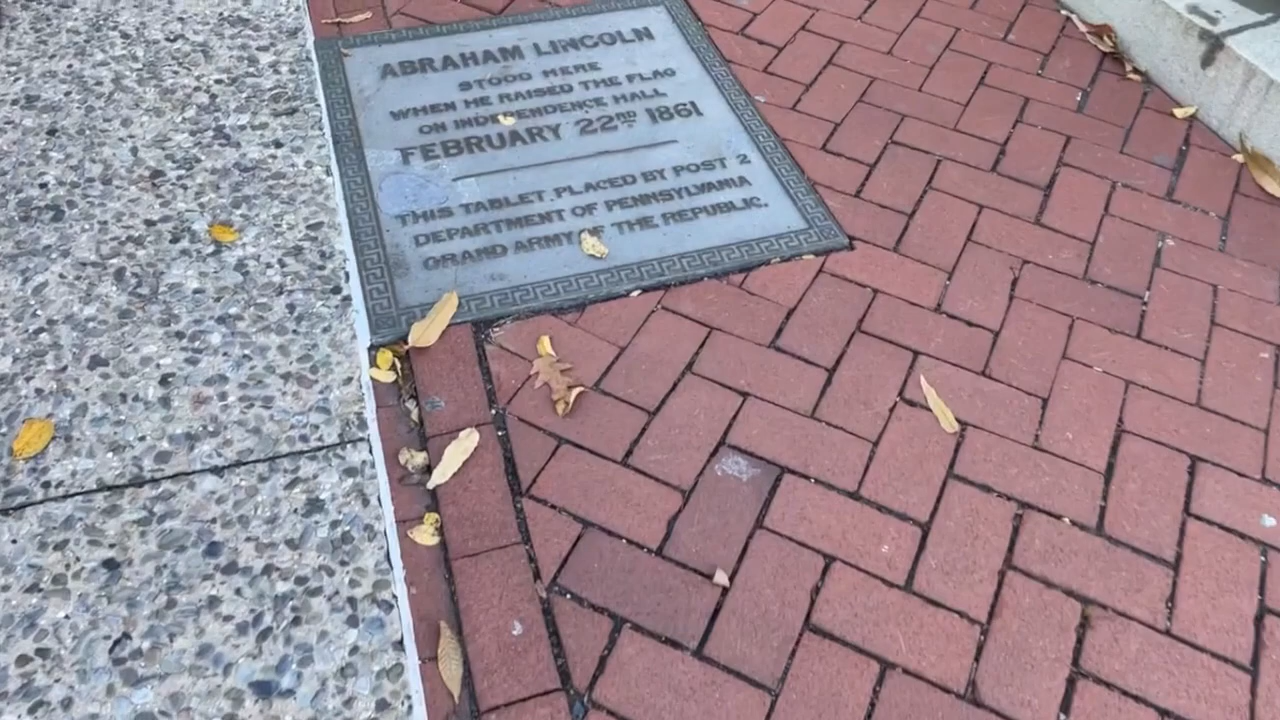 ABRAHAM LINCOLN
STOOD HERE
WHEN HE RAISED THE FLAG
ON INDEPENDENCE HALL
FEBRUARY 22ND 1861
THIS TABLET PLACED BY POST 2
DEPARTMENT OF PENNSYLVANIA
GRAND ARMY OF THE REPUBLIC.